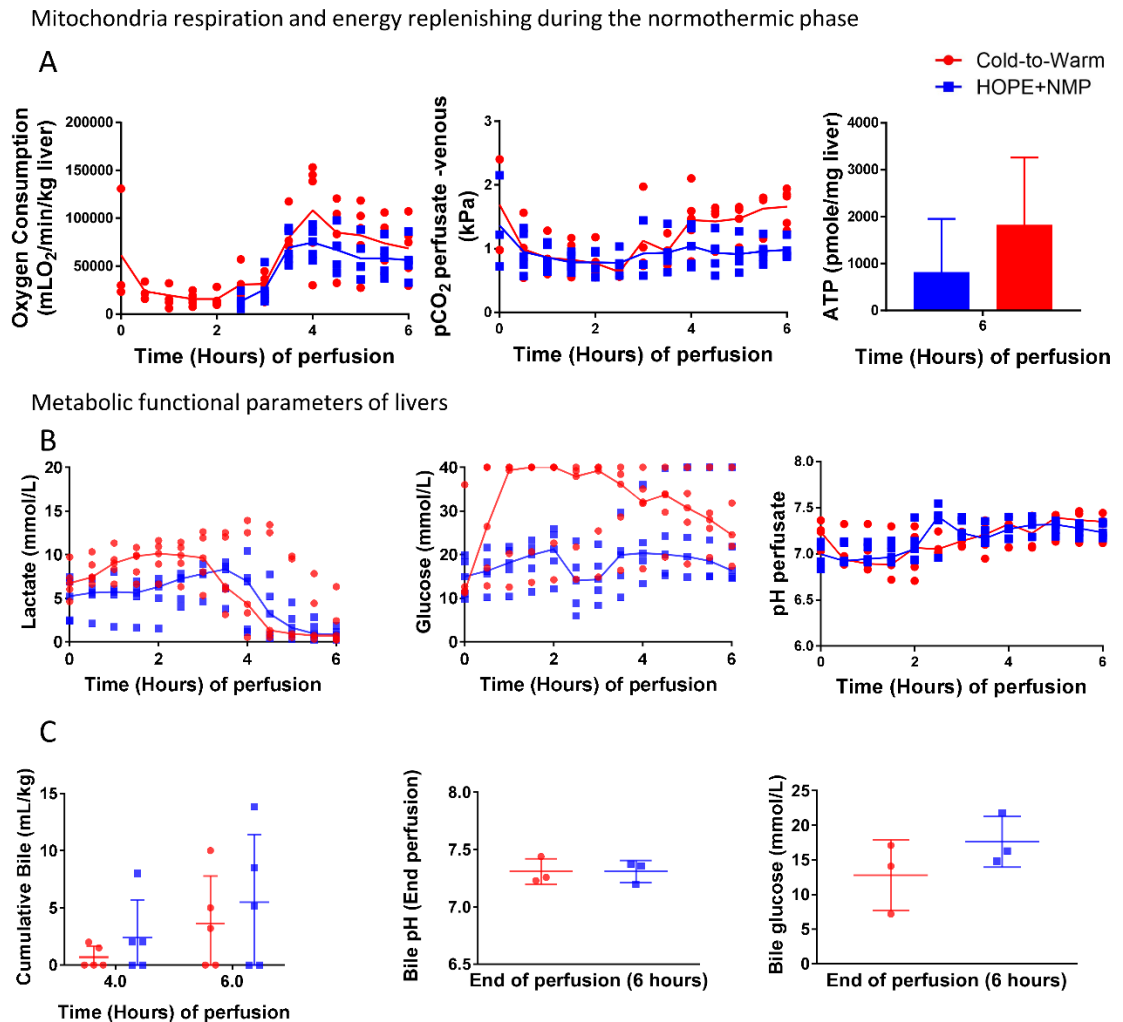 Mitochondria respiration and energy replenishing during the normothermic phase
A
Cold-to-Warm
HOPE+NMP
Oxygen Consumption
(mLO2/min/kg liver)
200000
150000
100000
50000
0
0 2 4 6
Time (Hours) of perfusion
pCO2 perfusate -venous
(kPa)
3
2
1
0
0 2 4 6
Time (Hours) of perfusion
ATP (pmole/mg liver)
4000
3000
2000
1000
0
6
Time (Hours) of perfusion
Metabolic functional parameters of livers
B
Lactate (mmol/L)
20
15
10
5
0
0 2 4 6
Time (Hours) of perfusion
Glucose (mmol/L)
40
30
20
10
0
0 2 4 6
Time (Hours) of perfusion
pH perfusate
8.0
7.5
7.0
6.5
6.0
0 2 4 6
Time (Hours) of perfusion
C
Cumulative Bile (mL/kg)
15
10
5
0
4.0 6.0
Time (Hours) of perfusion
Bile pH (End perfusion)
8.0
7.5
7.0
6.5
End of perfusion (6 hours)
Bile glucose (mmol/L)
25
20
15
10
5
0
End of perfusion (6 hours)